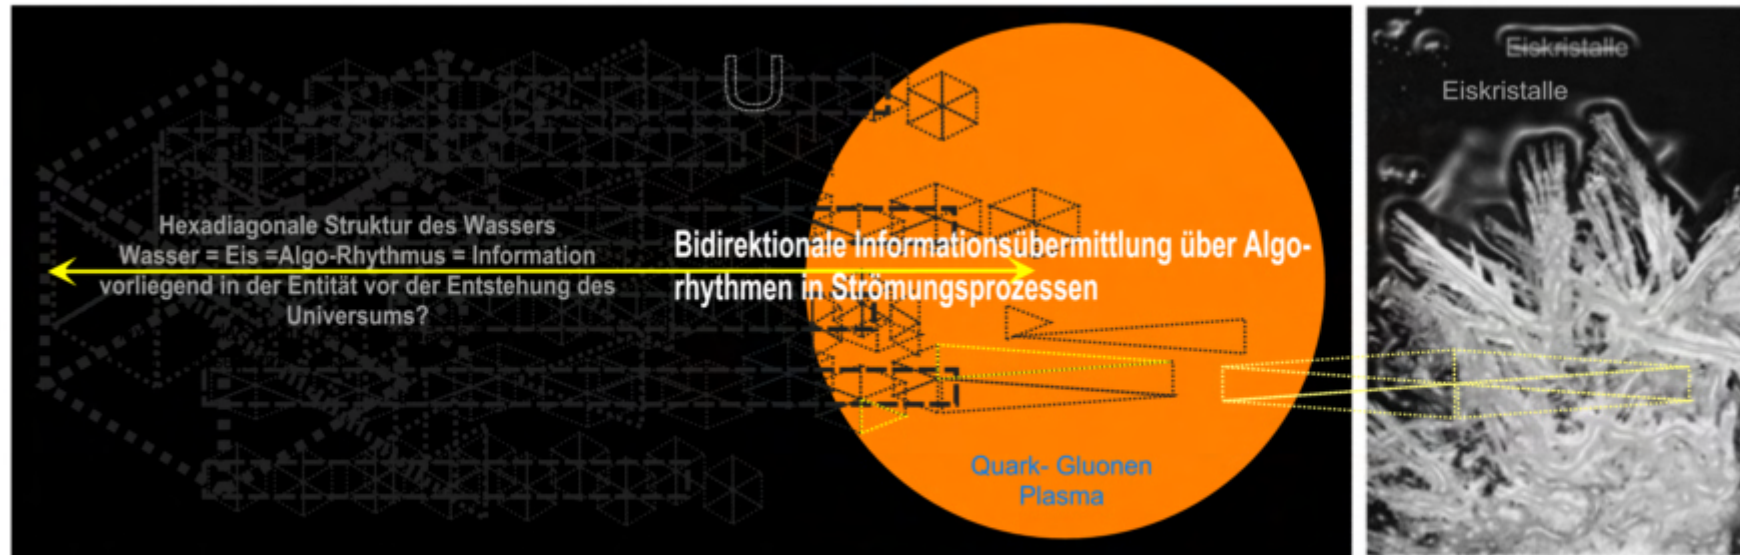 U
Hexadiagonale Struktur des Wassers
Wasser = Eis =Algo-Rhythmus = Information
vorliegend in der Entität vor der Entstehung des
Universums?
Bidirektionale Informationsübermittlung über Algo-
rhythmen in Strömungsprozessen
Quark- Gluonen
Plasma
Eiskristalle
Eiskristalle